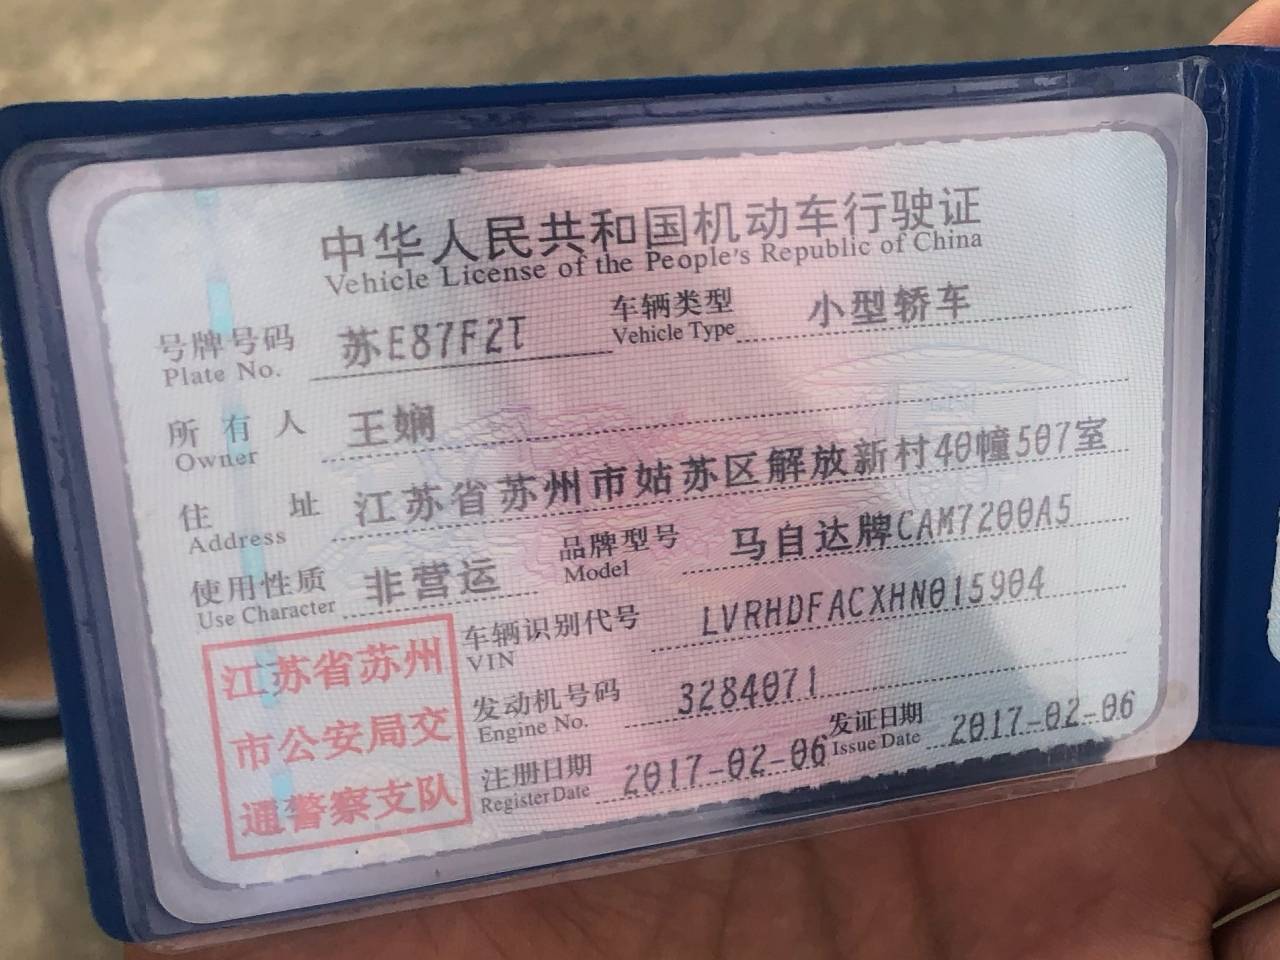 中华人民共和国机动车行驶证
Vehicle License of the People's Republic of China
号牌号码 苏E87F2T 车辆类型 小型轿车
Plate No. Vehicle Type
所有人 王娴
Owner
住址 江苏省苏州市姑苏区解放新村40幢507室
Address
使用性质 非营运 品牌型号 马自达牌CAM7200A5
Use Character Model
江苏省苏州
市公安局交
通警察支队
车辆识别代号 LVRHDFACXHN015904
VIN
发动机号码 3284071
Engine No.
注册日期 2017-02-06 发证日期 2017-02-06
Register Date Issue Date